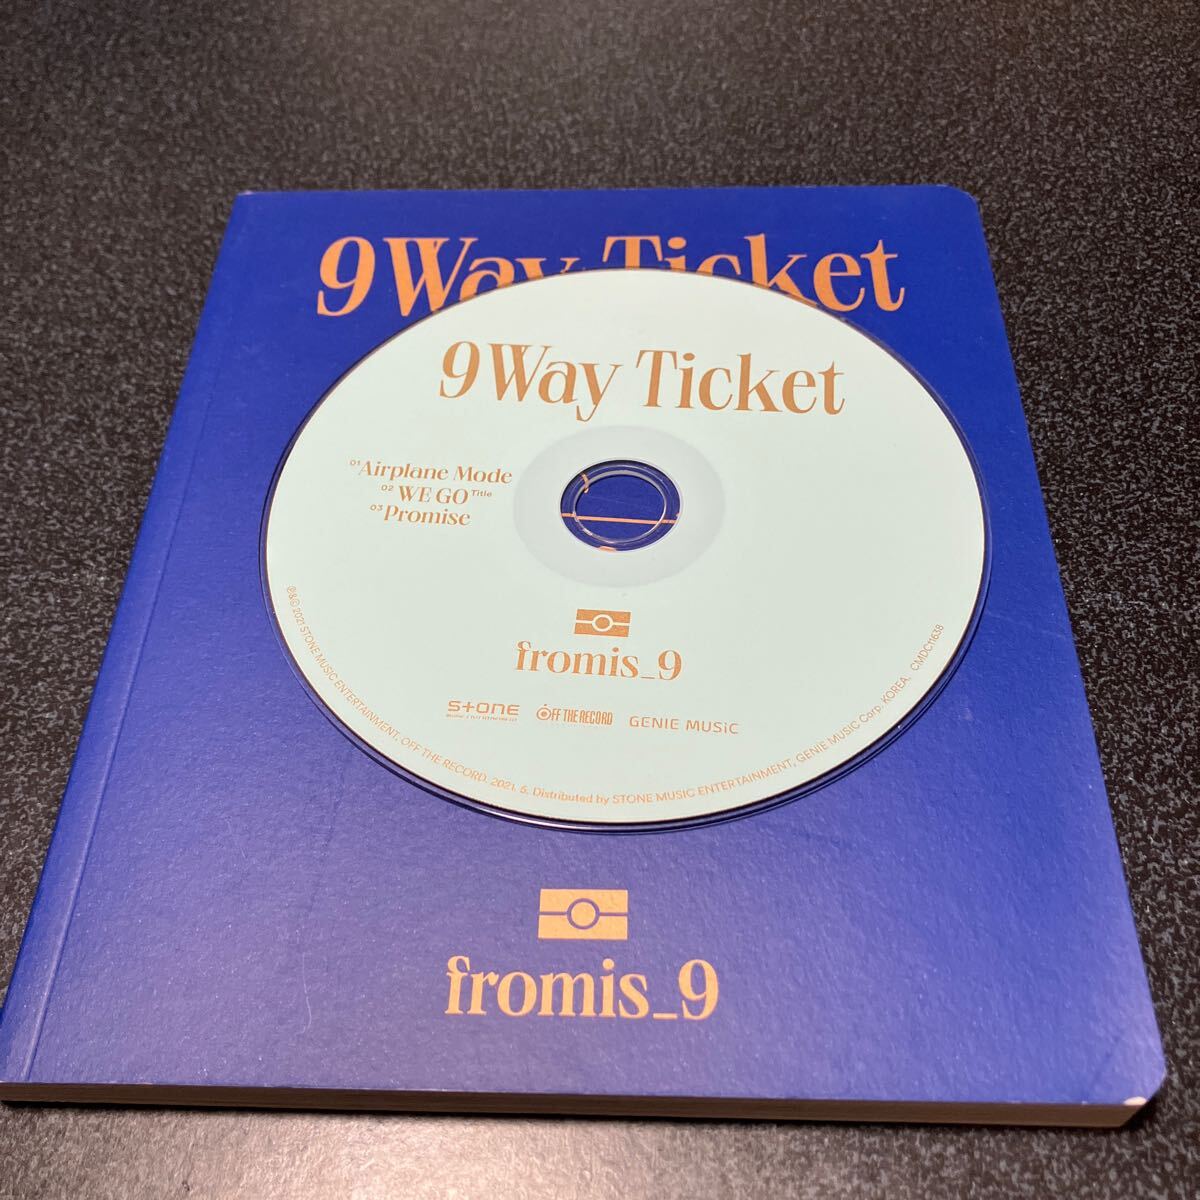 9 Way Ticket
9 Way Ticket
01 Airplane Mode
02 WE GO Title
03 Promise
fromis_9
STONE
OFF THE RECORD
GENIE MUSIC
℗&© 2021 STONE MUSIC ENTERTAINMENT, OFF THE RECORD. 2021. 5. Distributed by STONE MUSIC ENTERTAINMENT, GENIE MUSIC Corp. KOREA. CMDC11638
fromis_9